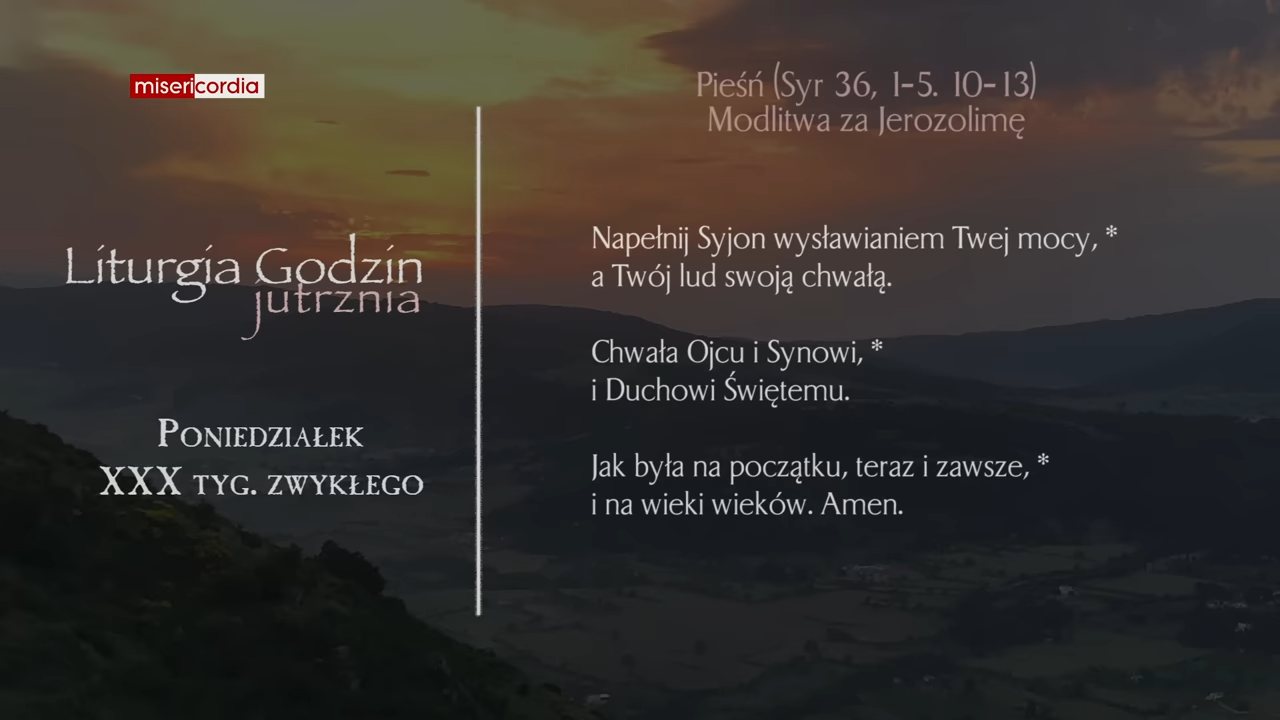 misericordia
Liturgia Godzin
jutrznia
Poniedziałek
XXX tyg. zwykłego
Pieśń (Syr 36, 1-5. 10-13)
Modlitwa za Jerozolimę
Napełnij Syjon wysławianiem Twej mocy, *
a Twój lud swoją chwałą.
Chwała Ojcu i Synowi, *
i Duchowi Świętemu.
Jak była na początku, teraz i zawsze, *
i na wieki wieków. Amen.